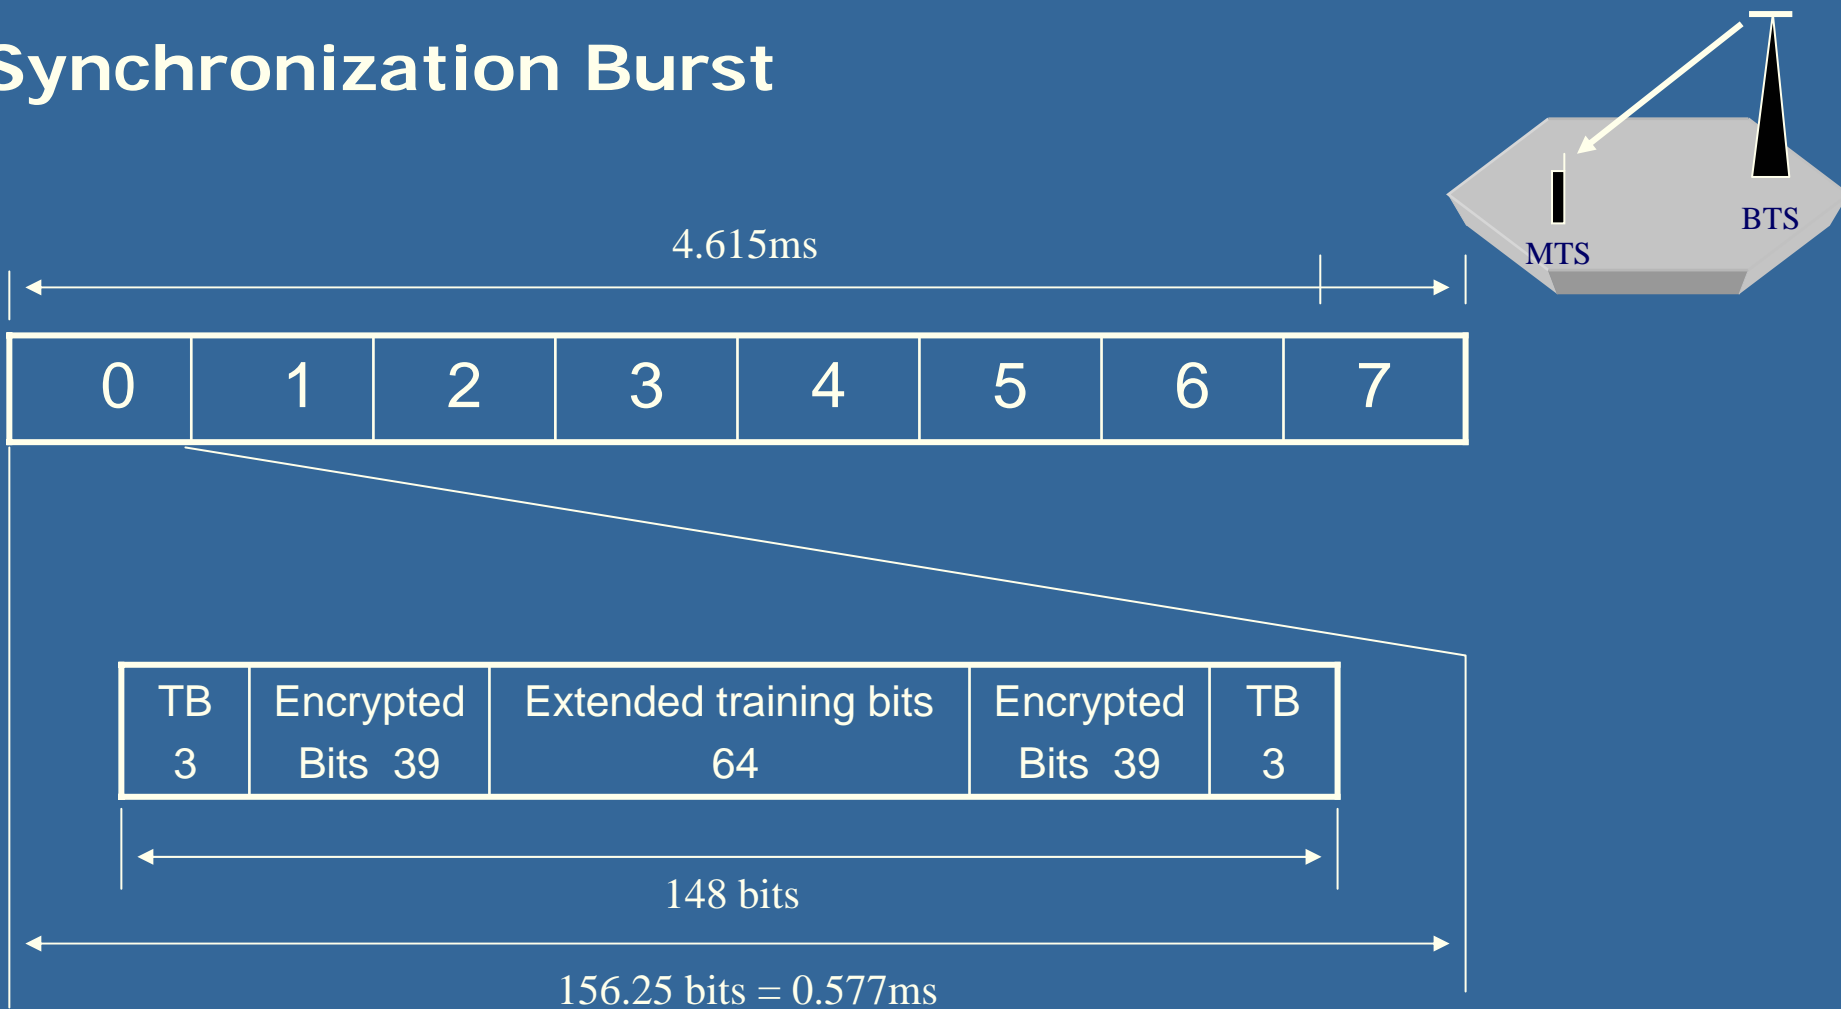 Synchronization Burst
BTS
MTS
4.615ms
0 1 2 3 4 5 6 7
TB Encrypted Extended training bits Encrypted TB
3 Bits 39 64 Bits 39 3
148 bits
156.25 bits = 0.577ms